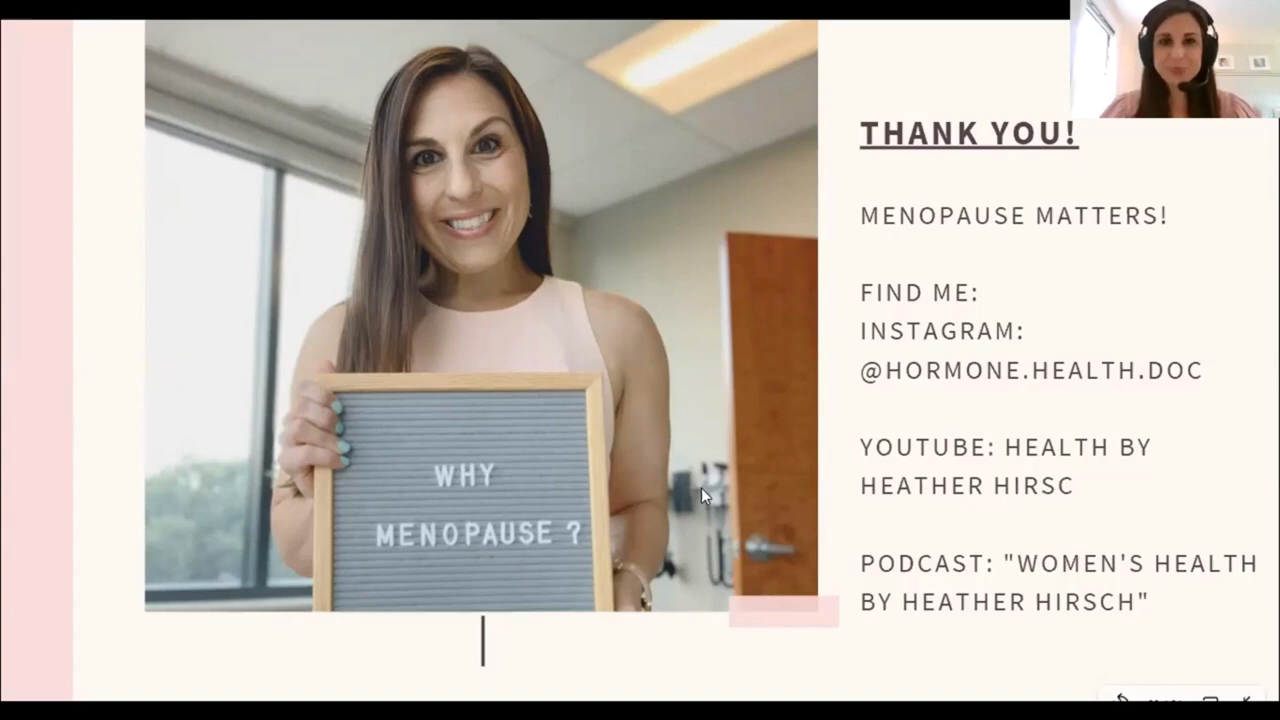 THANK YOU!
MENOPAUSE MATTERS!
FIND ME:
INSTAGRAM:
@HORMONE.HEALTH.DOC
YOUTUBE: HEALTH BY
HEATHER HIRSC
PODCAST: "WOMEN'S HEALTH
BY HEATHER HIRSCH"
WHY
MENOPAUSE ?